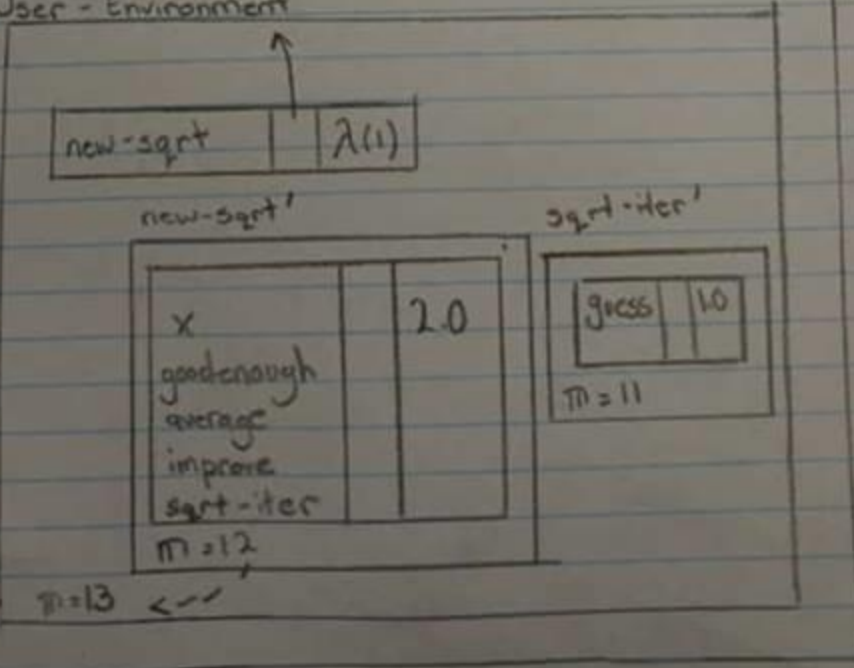 User - Environment
new-sqrt λ(1)
new-sqrt'
sqrt-iter'
x 2.0
guess 1.0
goodenough
average
improve
sqrt-iter
m=11
m=12
m=13